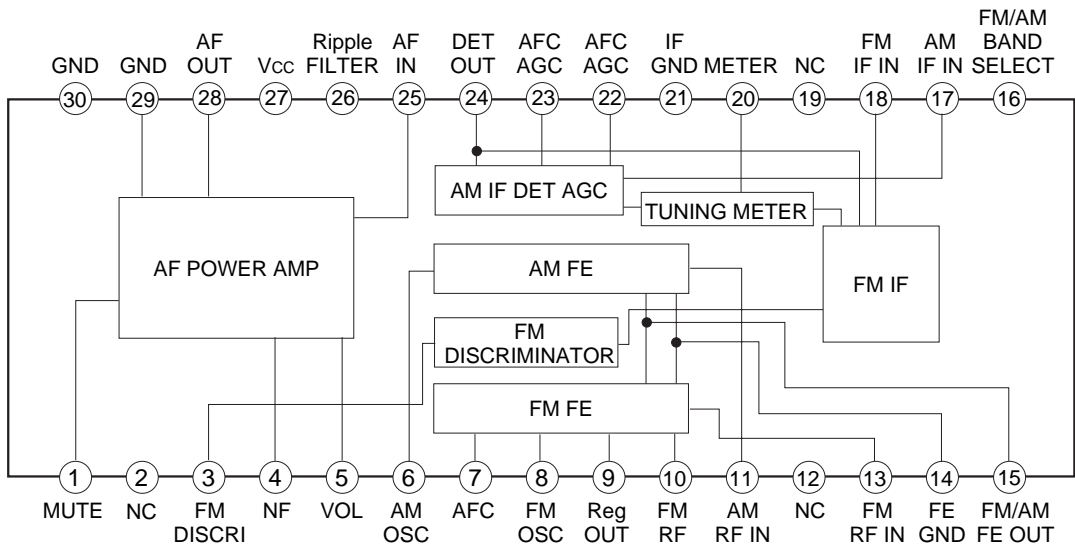 FM/AM
AF Ripple AF DET AFC AFC IF FM AM BAND
GND GND OUT Vcc FILTER IN OUT AGC AGC GND METER NC IF IN IF IN SELECT
30 29 28 27 26 25 24 23 22 21 20 19 18 17 16
AM IF DET AGC
TUNING METER
AF POWER AMP
AM FE
FM IF
FM
DISCRIMINATOR
FM FE
1 2 3 4 5 6 7 8 9 10 11 12 13 14 15
MUTE NC FM NF VOL AM AFC FM Reg FM AM NC FM FE FM/AM
DISCRI OSC OSC OUT RF RF IN RF IN GND FE OUT